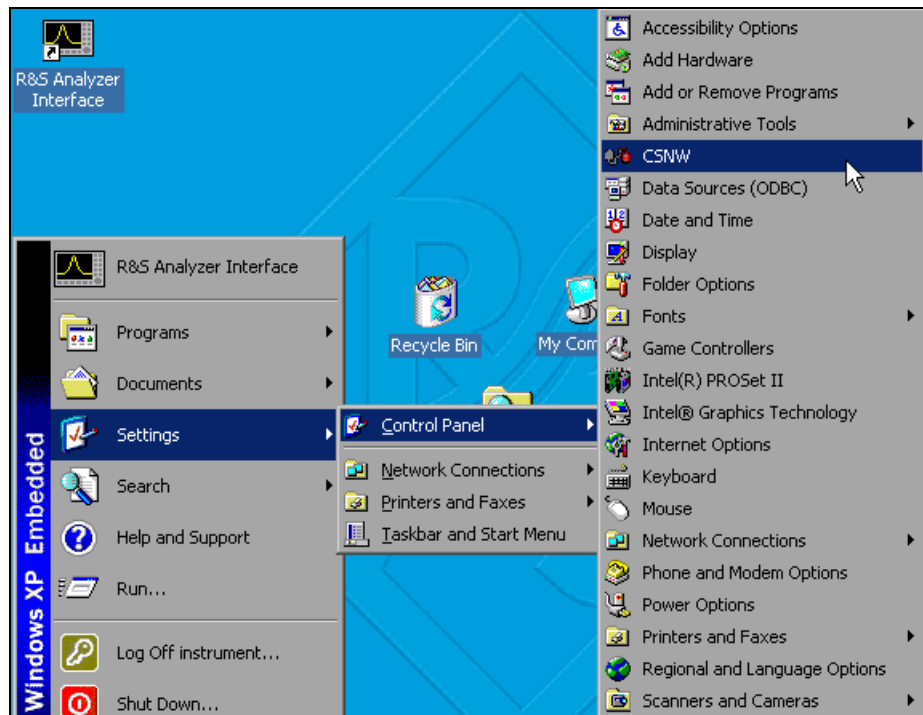 R&S Analyzer
Interface
Recycle Bin
My Com
Windows XP Embedded
R&S Analyzer Interface
Programs
Documents
Settings
Search
Help and Support
Run...
Log Off instrument...
Shut Down...
Control Panel
Network Connections
Printers and Faxes
Taskbar and Start Menu
Accessibility Options
Add Hardware
Add or Remove Programs
Administrative Tools
CSNW
Data Sources (ODBC)
Date and Time
Display
Folder Options
Fonts
Game Controllers
Intel(R) PROSet II
Intel® Graphics Technology
Internet Options
Keyboard
Mouse
Network Connections
Phone and Modem Options
Power Options
Printers and Faxes
Regional and Language Options
Scanners and Cameras